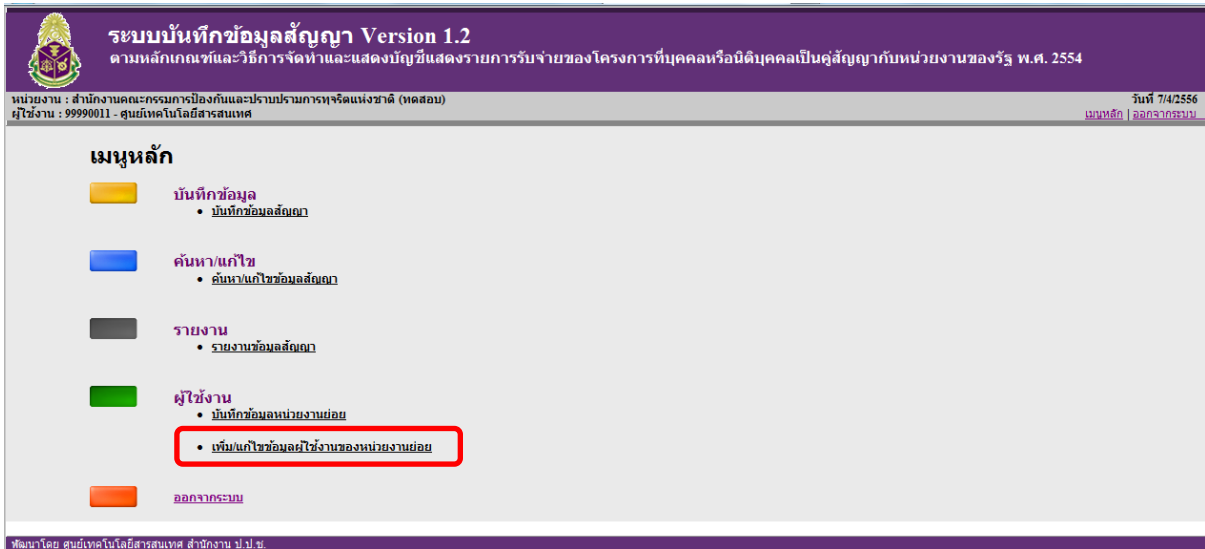 ระบบบันทึกข้อมูลสัญญา Version 1.2
ตามหลักเกณฑ์และวิธีการจัดทำและแสดงบัญชีแสดงรายการรับจ่ายของโครงการที่บุคคลหรือนิติบุคคลเป็นคู่สัญญากับหน่วยงานของรัฐ พ.ศ. 2554
หน่วยงาน : สำนักงานคณะกรรมการป้องกันและปราบปรามการทุจริตแห่งชาติ (ทดสอบ)
วันที่ 7/4/2556
ผู้ใช้งาน : 99990011 - ศูนย์เทคโนโลยีสารสนเทศ
เมนูหลัก | ออกจากระบบ
เมนูหลัก
บันทึกข้อมูล
• บันทึกข้อมูลสัญญา
ค้นหา/แก้ไข
• ค้นหา/แก้ไขข้อมูลสัญญา
รายงาน
• รายงานข้อมูลสัญญา
ผู้ใช้งาน
• บันทึกข้อมูลหน่วยงานย่อย
• เพิ่ม/แก้ไขข้อมูลผู้ใช้งานของหน่วยงานย่อย
ออกจากระบบ
พัฒนาโดย ศูนย์เทคโนโลยีสารสนเทศ สำนักงาน ป.ป.ช.